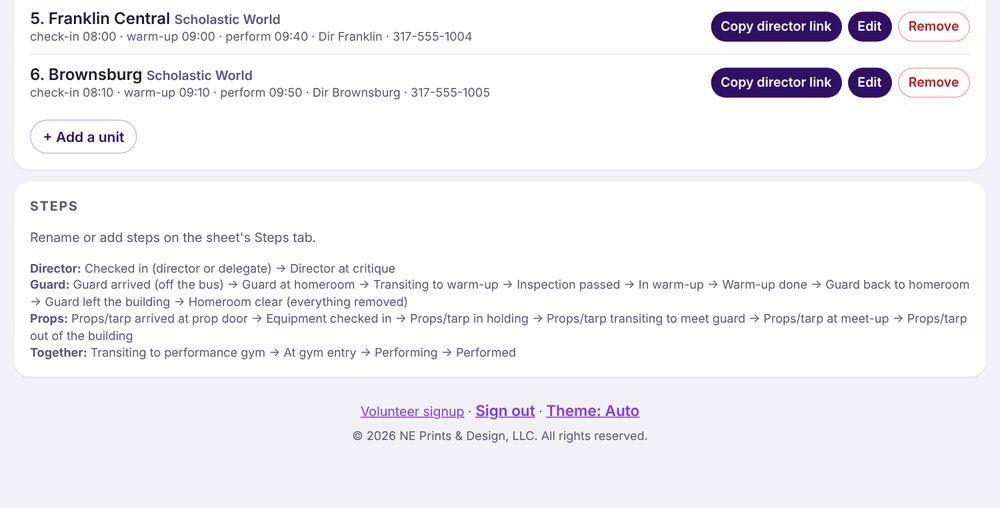 5. Franklin Central Scholastic World
check-in 08:00 · warm-up 09:00 · perform 09:40 · Dir Franklin · 317-555-1004
Copy director link
Edit
Remove
6. Brownsburg Scholastic World
check-in 08:10 · warm-up 09:10 · perform 09:50 · Dir Brownsburg · 317-555-1005
Copy director link
Edit
Remove
+ Add a unit
STEPS
Rename or add steps on the sheet's Steps tab.
Director: Checked in (director or delegate) → Director at critique
Guard: Guard arrived (off the bus) → Guard at homeroom → Transiting to warm-up → Inspection passed → In warm-up → Warm-up done → Guard back to homeroom
→ Guard left the building → Homeroom clear (everything removed)
Props: Props/tarp arrived at prop door → Equipment checked in → Props/tarp in holding → Props/tarp transiting to meet guard → Props/tarp at meet-up → Props/tarp
out of the building
Together: Transiting to performance gym → At gym entry → Performing → Performed
Volunteer signup · Sign out · Theme: Auto
© 2026 NE Prints & Design, LLC. All rights reserved.